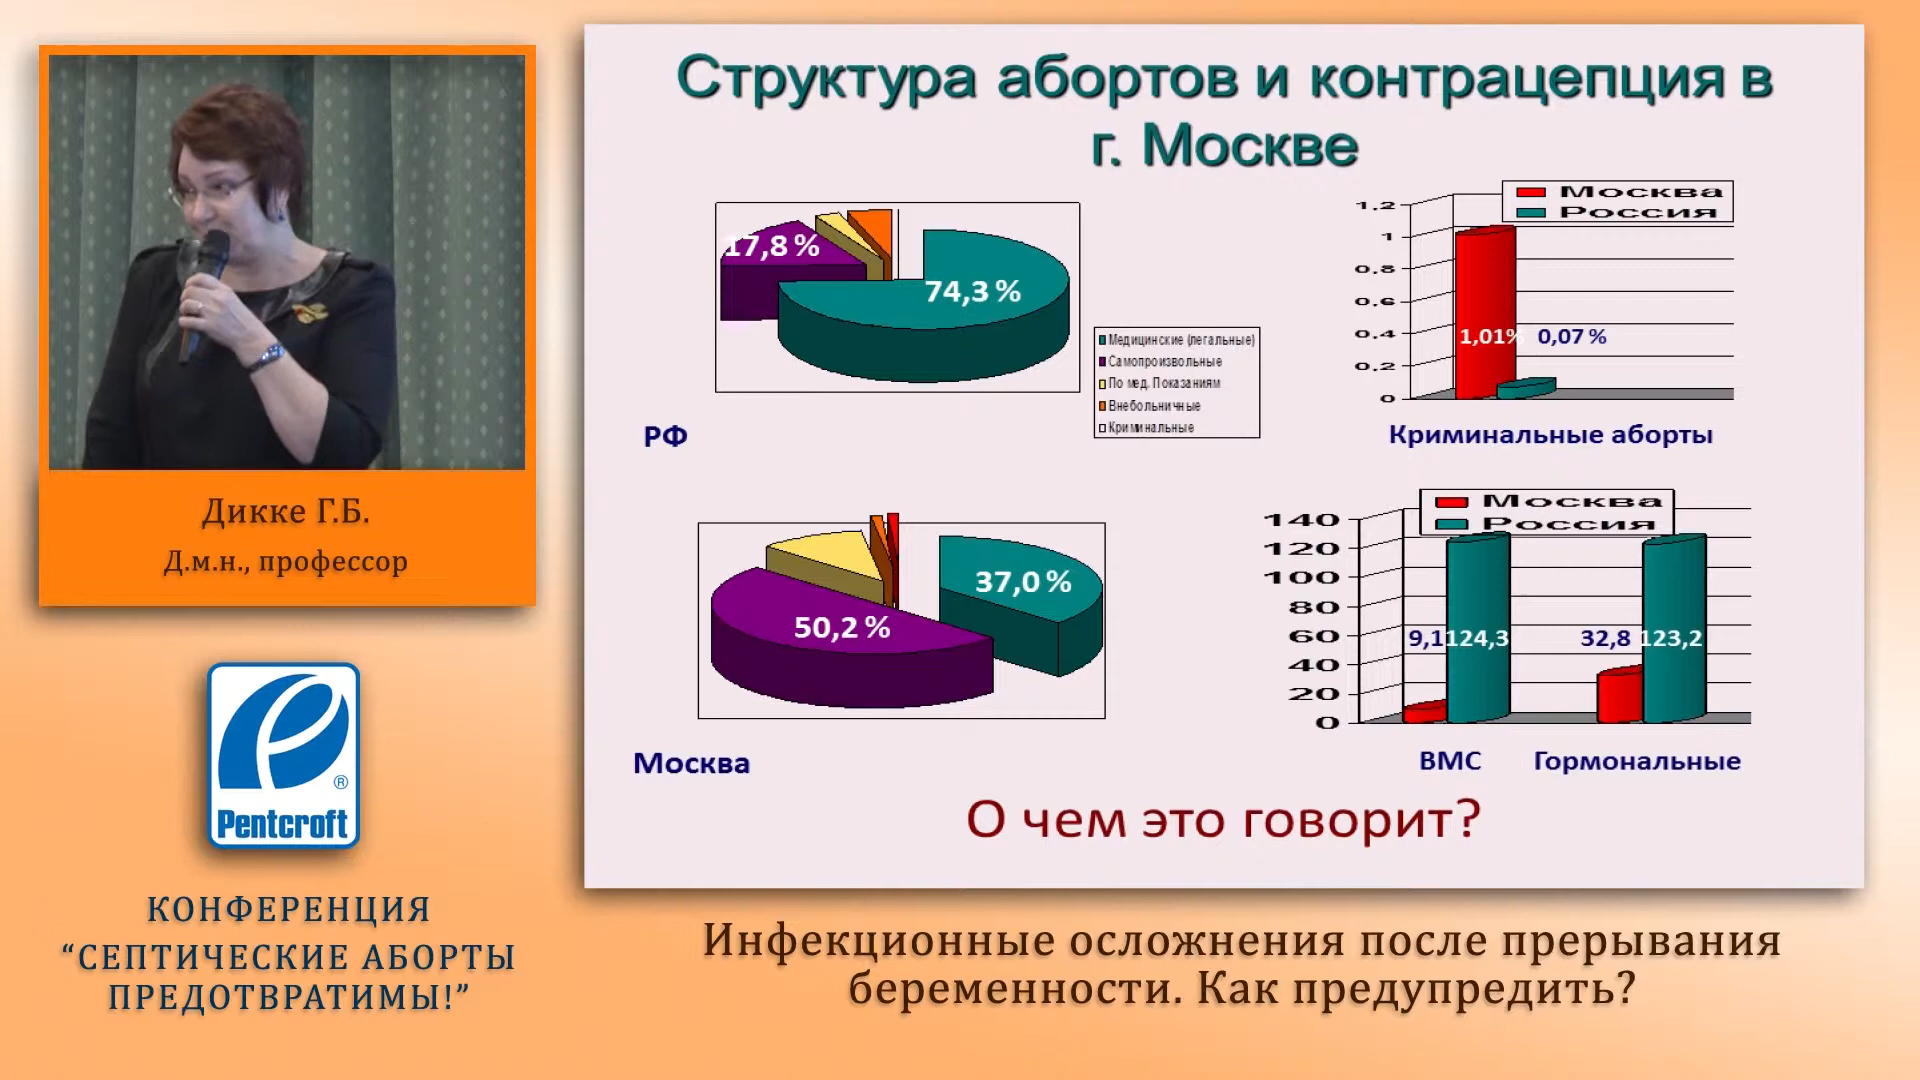 Дикке Г.Б.
Д.м.н., профессор
Pentcroft
®
КОНФЕРЕНЦИЯ
“СЕПТИЧЕСКИЕ АБОРТЫ
ПРЕДОТВРАТИМЫ!”
Структура абортов и контрацепция в
г. Москве
17,8 %
74,3 %
РФ
Медицинские (легальные)
Самопроизвольные
По мед. Показаниям
Внебольничные
Криминальные
Москва
Россия
1.2
1
0.8
0.6
0.4
0.2
0
1,01%
0,07 %
Криминальные аборты
37,0 %
50,2 %
Москва
Москва
Россия
140
120
100
80
60
40
20
0
9,1
124,3
32,8
123,2
ВМС
Гормональные
О чем это говорит?
Инфекционные осложнения после прерывания
беременности. Как предупредить?